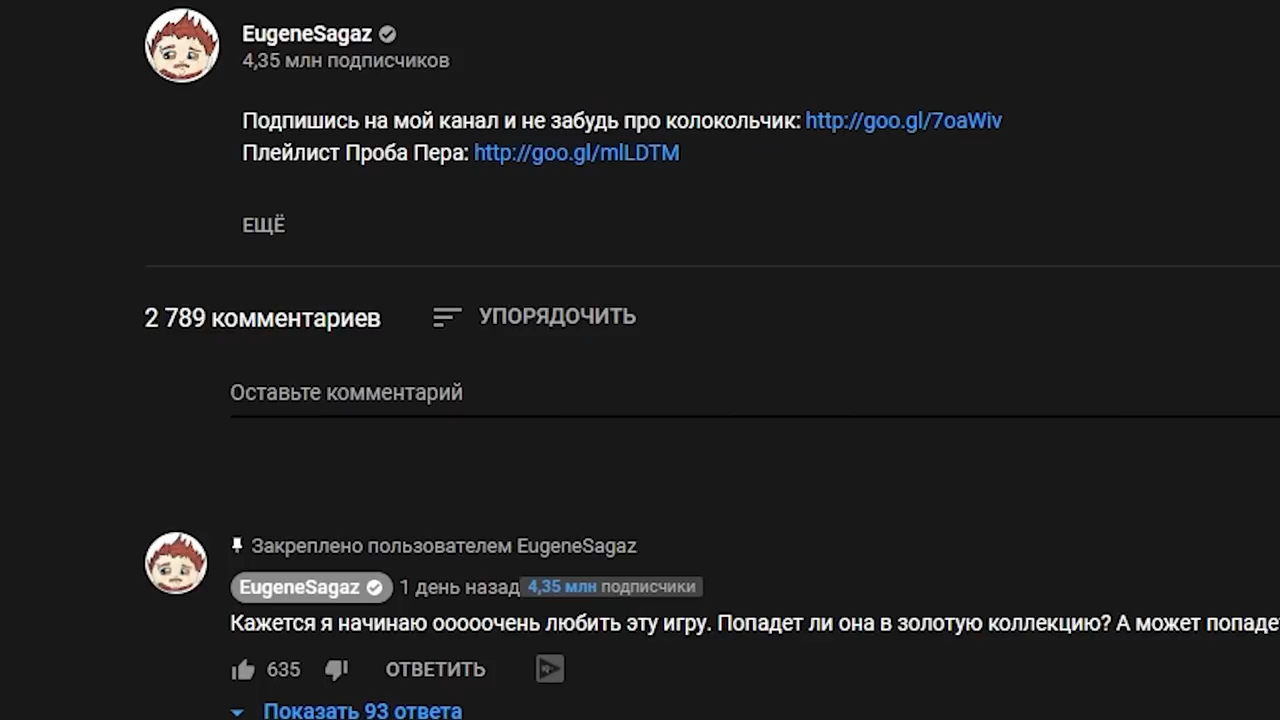 EugeneSagaz
4,35 млн подписчиков
Подпишись на мой канал и не забудь про колокольчик: http://goo.gl/7oaWiv
Плейлист Проба Пера: http://goo.gl/mlLDTM
ЕЩЁ
2 789 комментариев УПОРЯДОЧИТЬ
Оставьте комментарий
Закреплено пользователем EugeneSagaz
EugeneSagaz 1 день назад 4,35 млн подписчики
Кажется я начинаю ооооочень любить эту игру. Попадет ли она в золотую коллекцию? А может попаде
635 ОТВЕТИТЬ
Показать 93 ответа